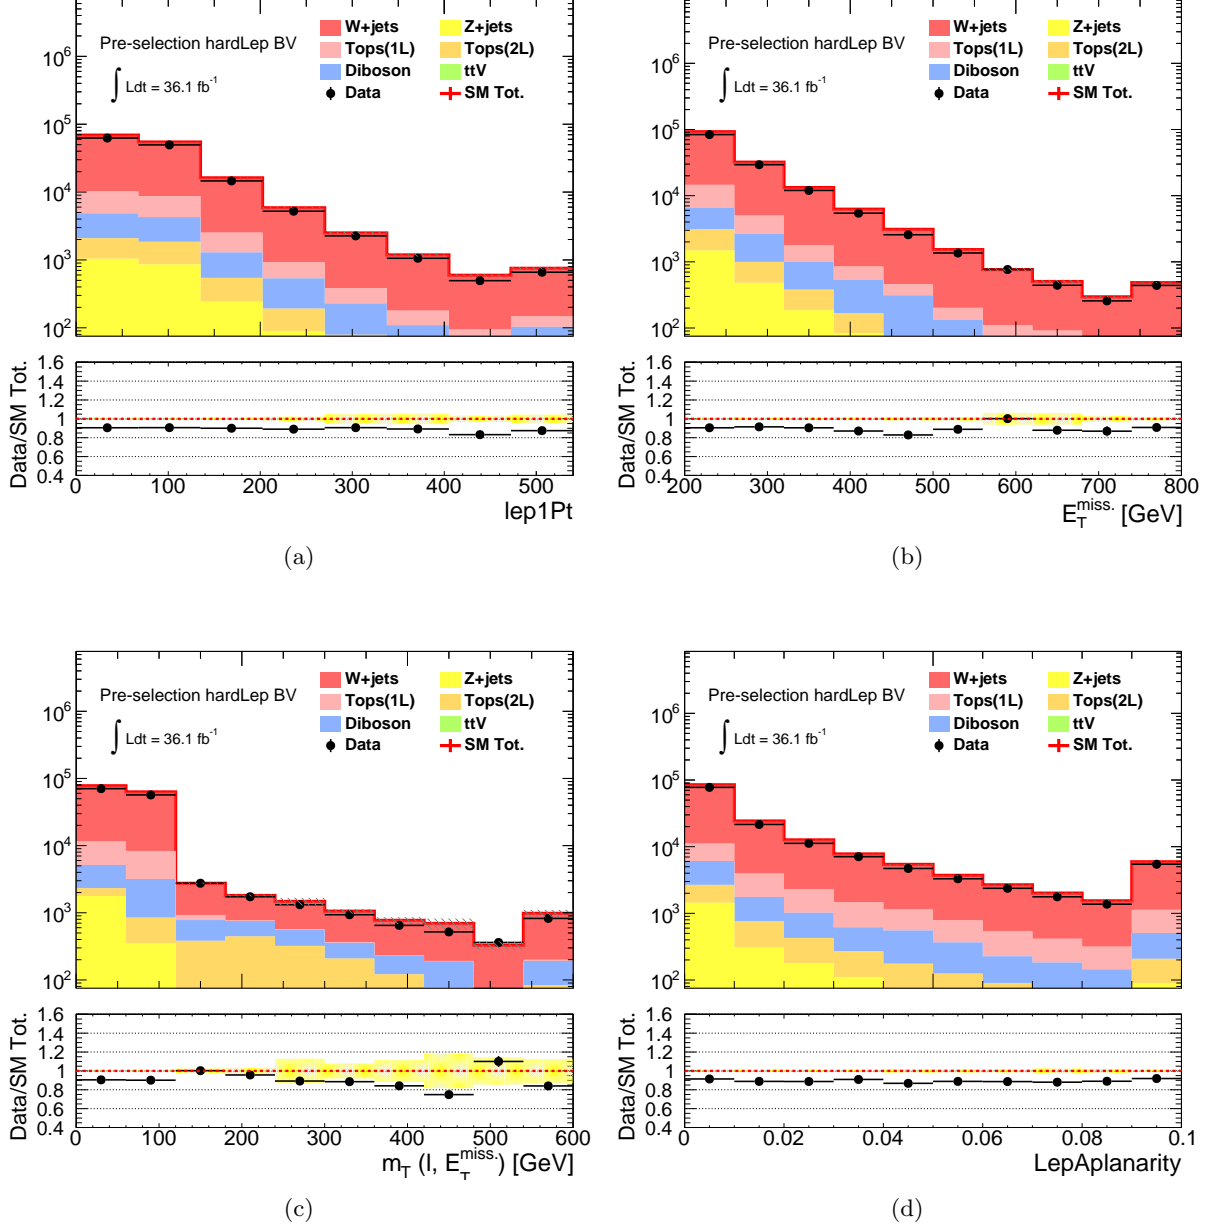 Pre-selection hardLep BV
∫ Ldt = 36.1 fb⁻¹
W+jets Z+jets
Tops(1L) Tops(2L)
Diboson ttV
Data SM Tot.
10⁶
10⁵
10⁴
10³
10²
Data/SM Tot.
1.6
1.4
1.2
1
0.8
0.6
0.4
0 100 200 300 400 500
lep1Pt
(a)
Pre-selection hardLep BV
∫ Ldt = 36.1 fb⁻¹
W+jets Z+jets
Tops(1L) Tops(2L)
Diboson ttV
Data SM Tot.
10⁶
10⁵
10⁴
10³
10²
Data/SM Tot.
1.6
1.4
1.2
1
0.8
0.6
0.4
200 300 400 500 600 700 800
E_T^miss. [GeV]
(b)
Pre-selection hardLep BV
∫ Ldt = 36.1 fb⁻¹
W+jets Z+jets
Tops(1L) Tops(2L)
Diboson ttV
Data SM Tot.
10⁶
10⁵
10⁴
10³
10²
Data/SM Tot.
1.6
1.4
1.2
1
0.8
0.6
0.4
0 100 200 300 400 500 600
m_T (l, E_T^miss.) [GeV]
(c)
Pre-selection hardLep BV
∫ Ldt = 36.1 fb⁻¹
W+jets Z+jets
Tops(1L) Tops(2L)
Diboson ttV
Data SM Tot.
10⁶
10⁵
10⁴
10³
10²
Data/SM Tot.
1.6
1.4
1.2
1
0.8
0.6
0.4
0 0.02 0.04 0.06 0.08 0.1
LepAplanarity
(d)